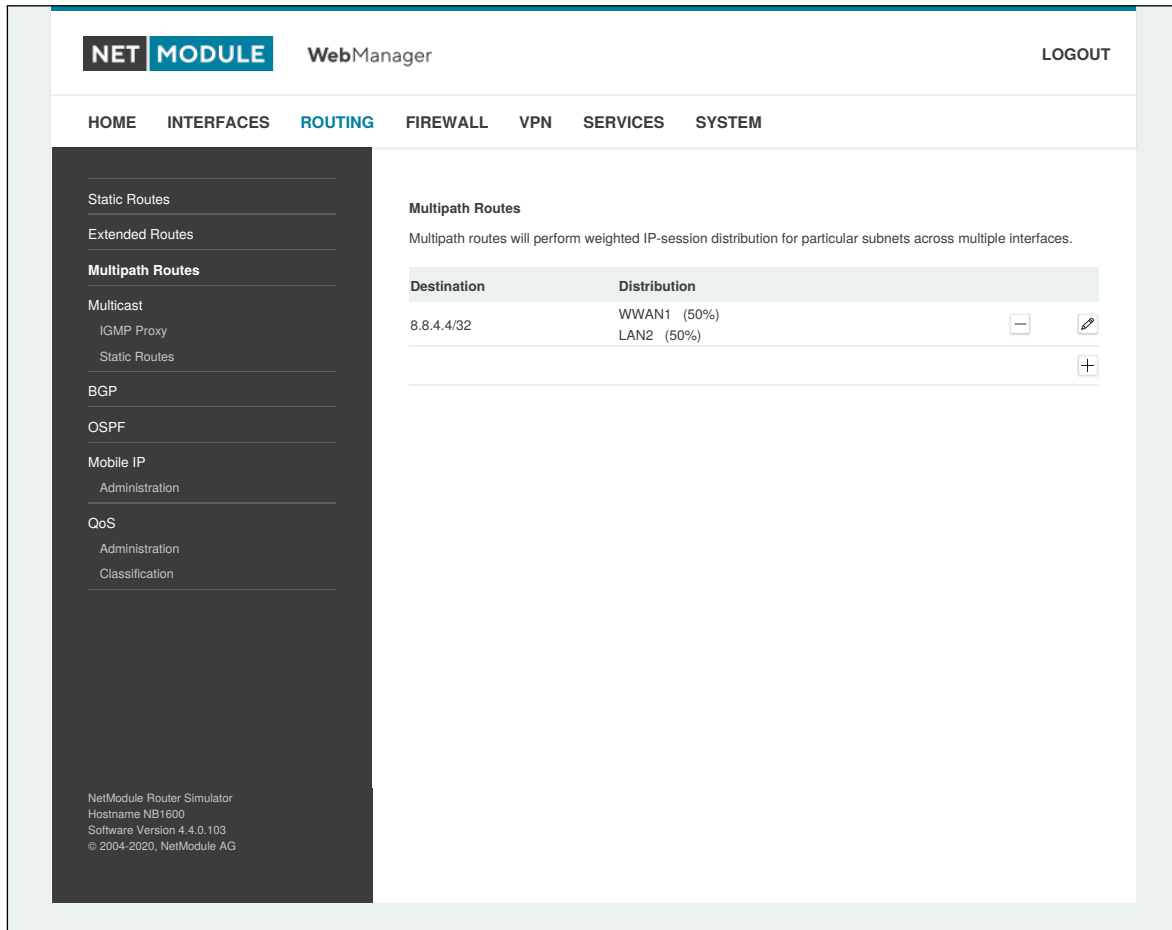 NET MODULE WebManager LOGOUT
HOME INTERFACES ROUTING FIREWALL VPN SERVICES SYSTEM
Static Routes
Extended Routes
Multipath Routes
Multicast
IGMP Proxy
Static Routes
BGP
OSPF
Mobile IP
Administration
QoS
Administration
Classification
NetModule Router Simulator
Hostname NB1600
Software Version 4.4.0.103
© 2004-2020, NetModule AG
Multipath Routes
Multipath routes will perform weighted IP-session distribution for particular subnets across multiple interfaces.
Destination Distribution
8.8.4.4/32 WWAN1 (50%)
LAN2 (50%)